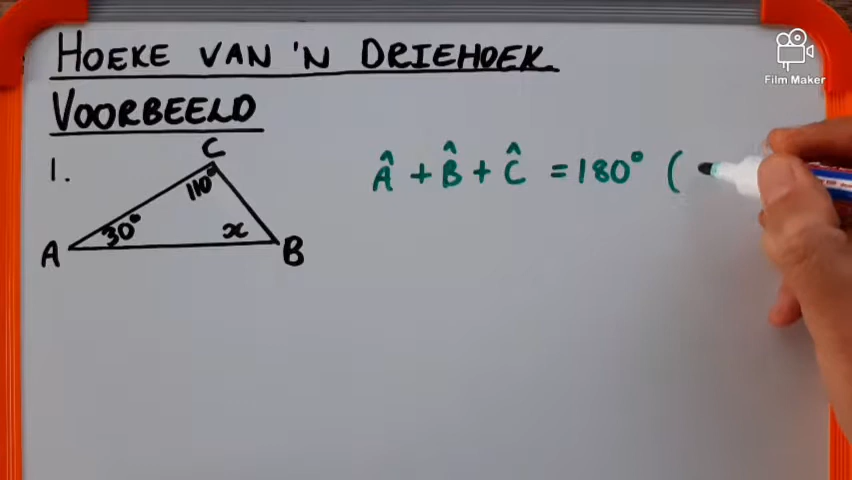 HOEKE VAN 'N DRIEHOEK
VOORBEELD
1.
C
110°
30°
x
A
B
Â + B̂ + Ĉ = 180° (
Film Maker